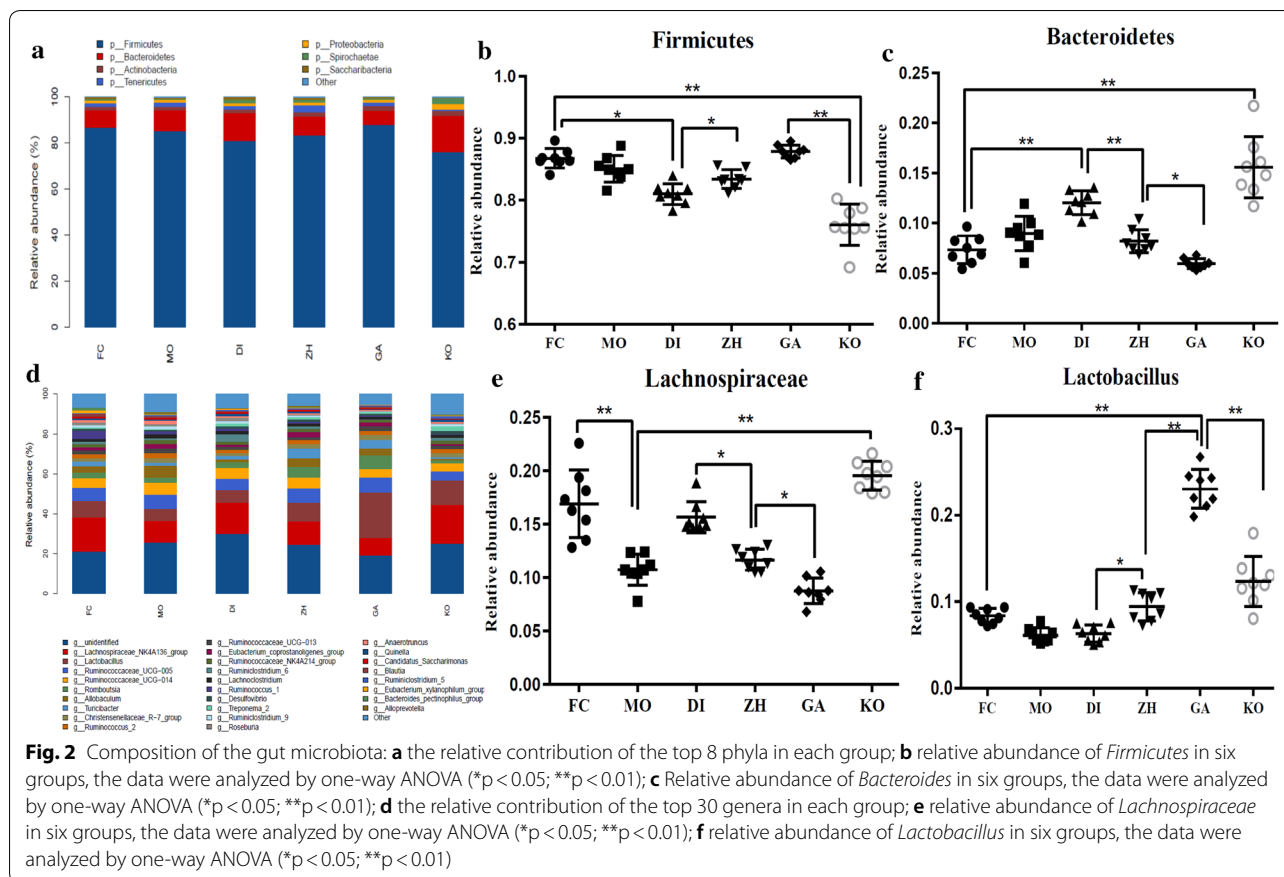 a
p__Firmicutes
p__Bacteroidetes
p__Actinobacteria
p__Tenericutes
p__Proteobacteria
p__Spirochaetae
p__Saccharibacteria
Other
Relative abundance (%)
100
80
60
40
20
0
FC MO DI ZH GA KO
b
Firmicutes
Relative abundance
1.0
0.9
0.8
0.7
0.6
**
* * **
FC MO DI ZH GA KO
c
Bacteroidetes
Relative abundance
0.25
0.20
0.15
0.10
0.05
0.00
**
** **
*
FC MO DI ZH GA KO
d
Relative abundance (%)
100
80
60
40
20
0
FC MO DI ZH GA KO
g__unidentified
g__Lachnospiraceae_NK4A136_group
g__Lactobacillus
g__Ruminococcaceae_UCG-005
g__Ruminococcaceae_UCG-014
g__Romboutsia
g__Allobaculum
g__Turicibacter
g__Christensenellaceae_R-7_group
g__Ruminococcus_2
g__Ruminococcaceae_UCG-013
g__Eubacterium_coprostanoligenes_group
g__Ruminococcaceae_NK4A214_group
g__Ruminiclostridium_6
g__Lachnoclostridium
g__Ruminococcus_1
g__Desulfovibrio
g__Treponema_2
g__Ruminiclostridium_9
g__Roseburia
g__Anaerotruncus
g__Quinella
g__Candidatus_Saccharimonas
g__Blautia
g__Ruminiclostridium_5
g__Eubacterium_xylanophilum_group
g__Bacteroides_pectinophilus_group
g__Alloprevotella
Other
e
Lachnospiraceae
Relative abundance
0.25
0.20
0.15
0.10
0.05
0.00
** **
*
*
FC MO DI ZH GA KO
f
Lactobacillus
Relative abundance
0.3
0.2
0.1
0.0
**
** **
*
FC MO DI ZH GA KO
Fig. 2 Composition of the gut microbiota: a the relative contribution of the top 8 phyla in each group; b relative abundance of Firmicutes in six
groups, the data were analyzed by one-way ANOVA (*p < 0.05; **p < 0.01); c Relative abundance of Bacteroides in six groups, the data were analyzed
by one-way ANOVA (*p < 0.05; **p < 0.01); d the relative contribution of the top 30 genera in each group; e relative abundance of Lachnospiraceae
in six groups, the data were analyzed by one-way ANOVA (*p < 0.05; **p < 0.01); f relative abundance of Lactobacillus in six groups, the data were
analyzed by one-way ANOVA (*p < 0.05; **p < 0.01)